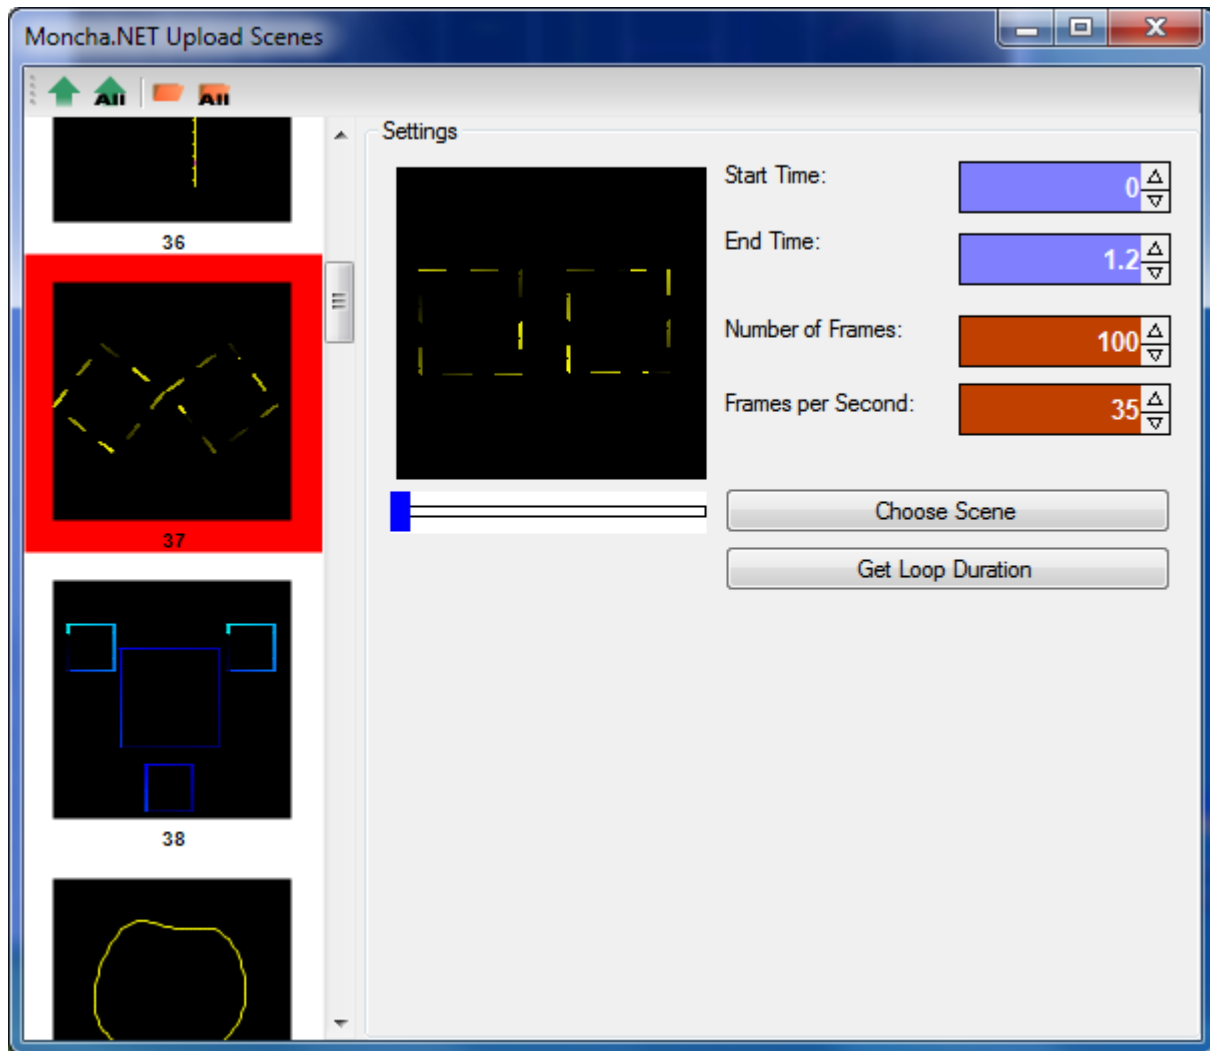 Moncha.NET Upload Scenes
All All
Settings
36
37
38
Start Time: 0
End Time: 1.2
Number of Frames: 100
Frames per Second: 35
Choose Scene
Get Loop Duration